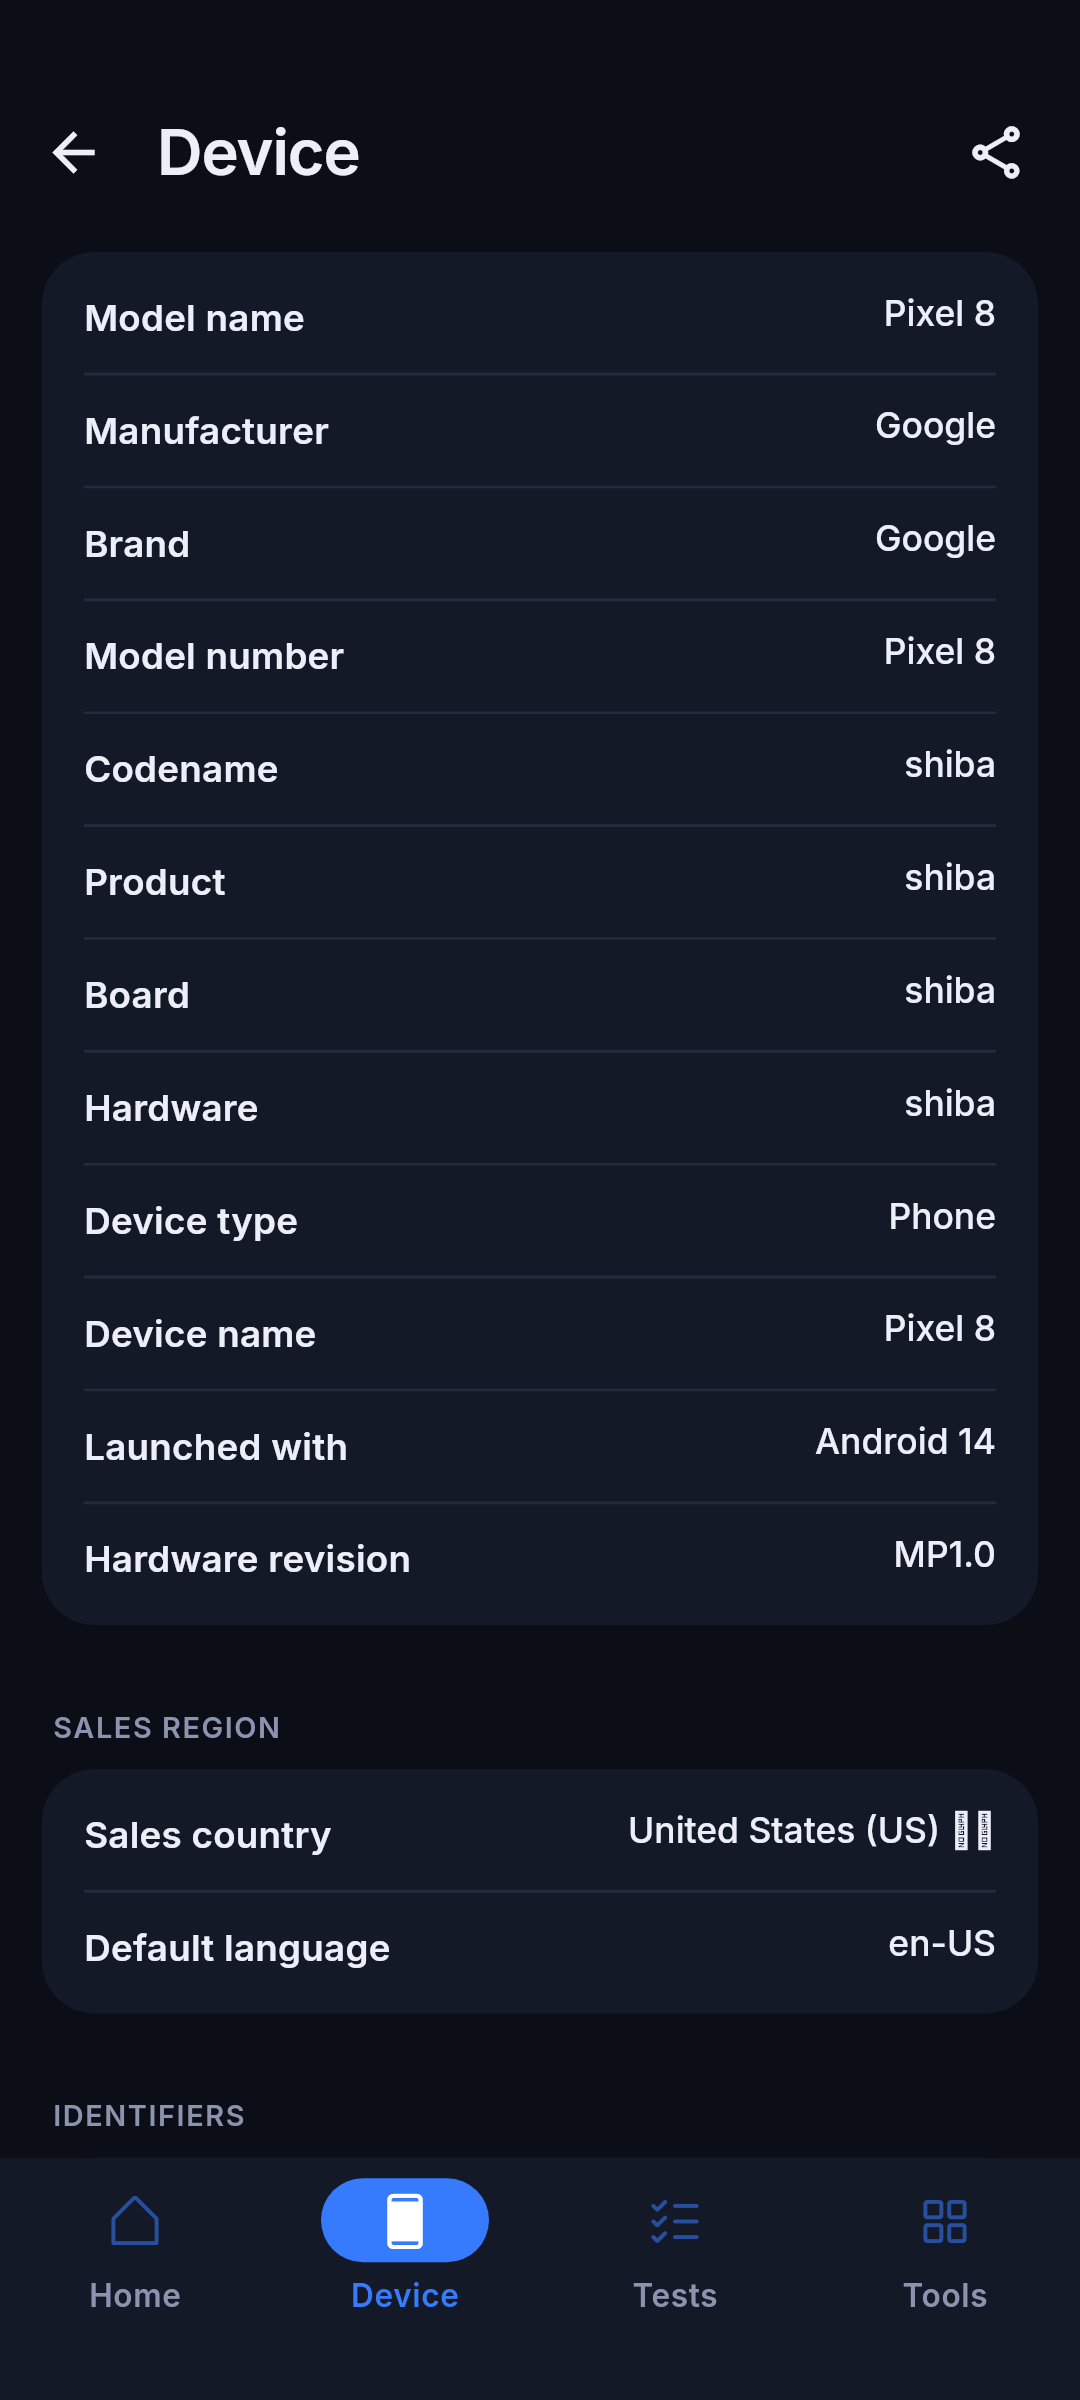 Device
Model name Pixel 8
Manufacturer Google
Brand Google
Model number Pixel 8
Codename shiba
Product shiba
Board shiba
Hardware shiba
Device type Phone
Device name Pixel 8
Launched with Android 14
Hardware revision MP1.0
SALES REGION
Sales country United States (US)
Default language en-US
IDENTIFIERS
Home Device Tests Tools